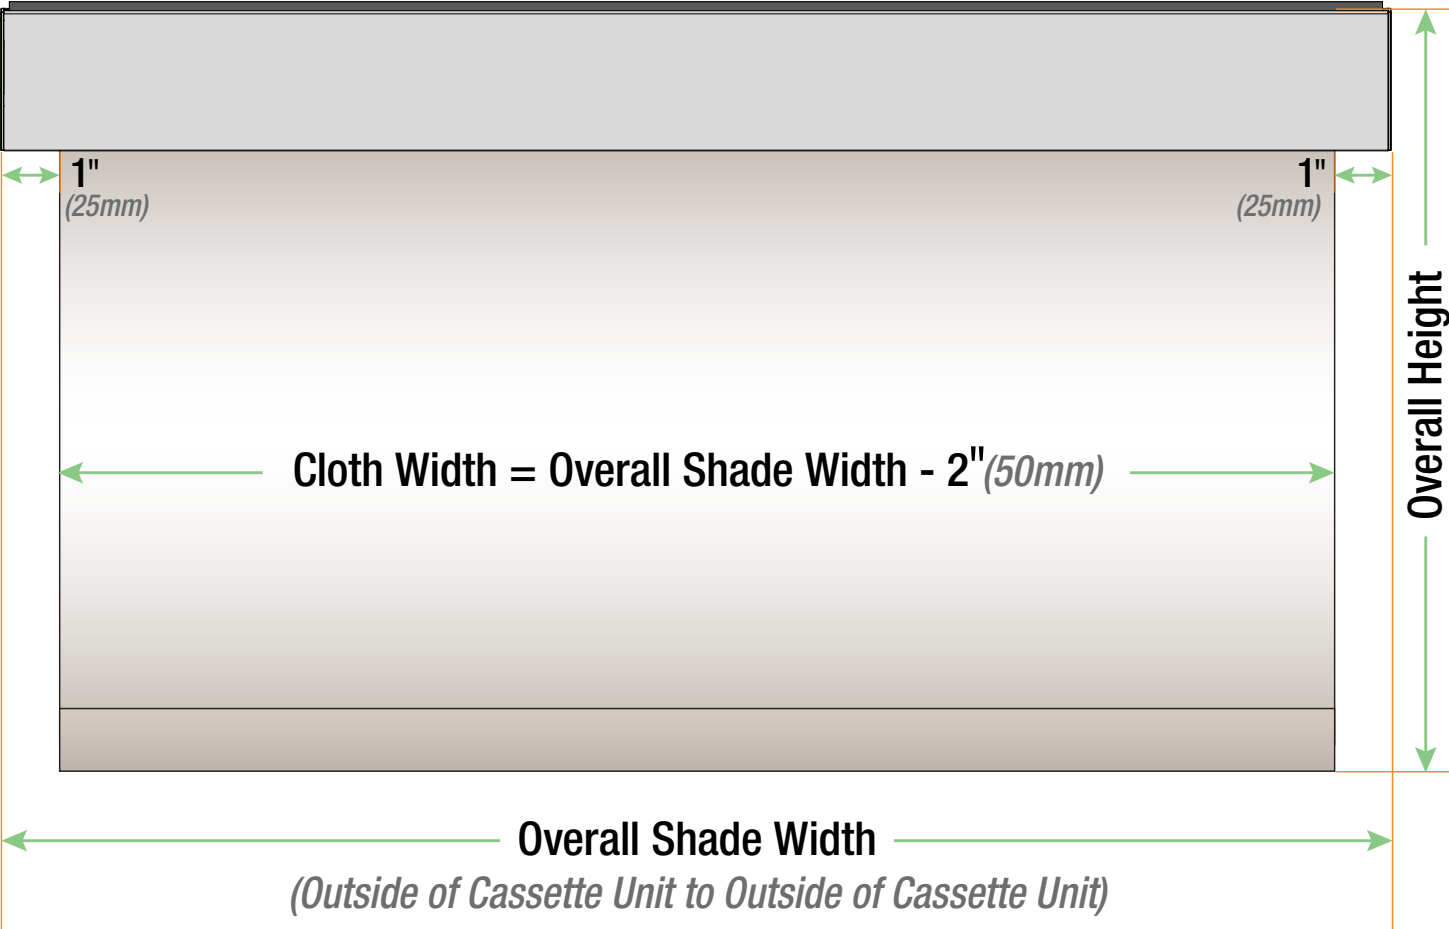 1" 1"
(25mm) (25mm)
Overall Height
Cloth Width = Overall Shade Width - 2"(50mm)
Overall Shade Width
(Outside of Cassette Unit to Outside of Cassette Unit)